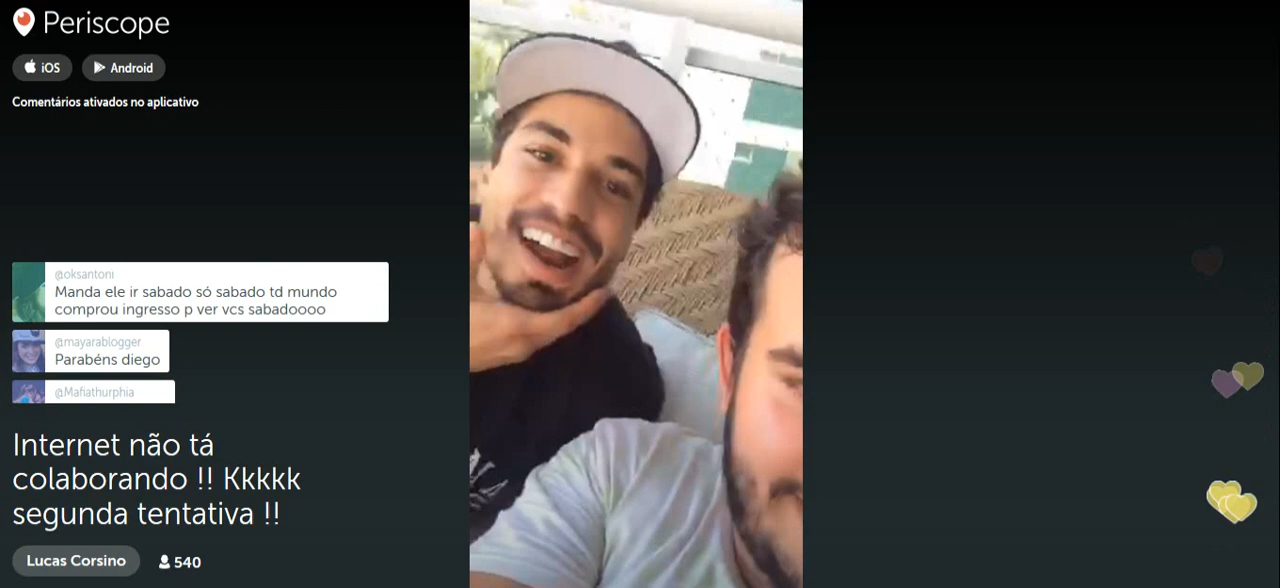 Periscope
iOS
Android
Comentários ativados no aplicativo
@oksantoni
Manda ele ir sabado só sabado td mundo
comprou ingresso p ver vcs sabadoooo
@mayarablogger
Parabéns diego
@Mafiathurphia
Internet não tá
colaborando !! Kkkkk
segunda tentativa !!
Lucas Corsino
540